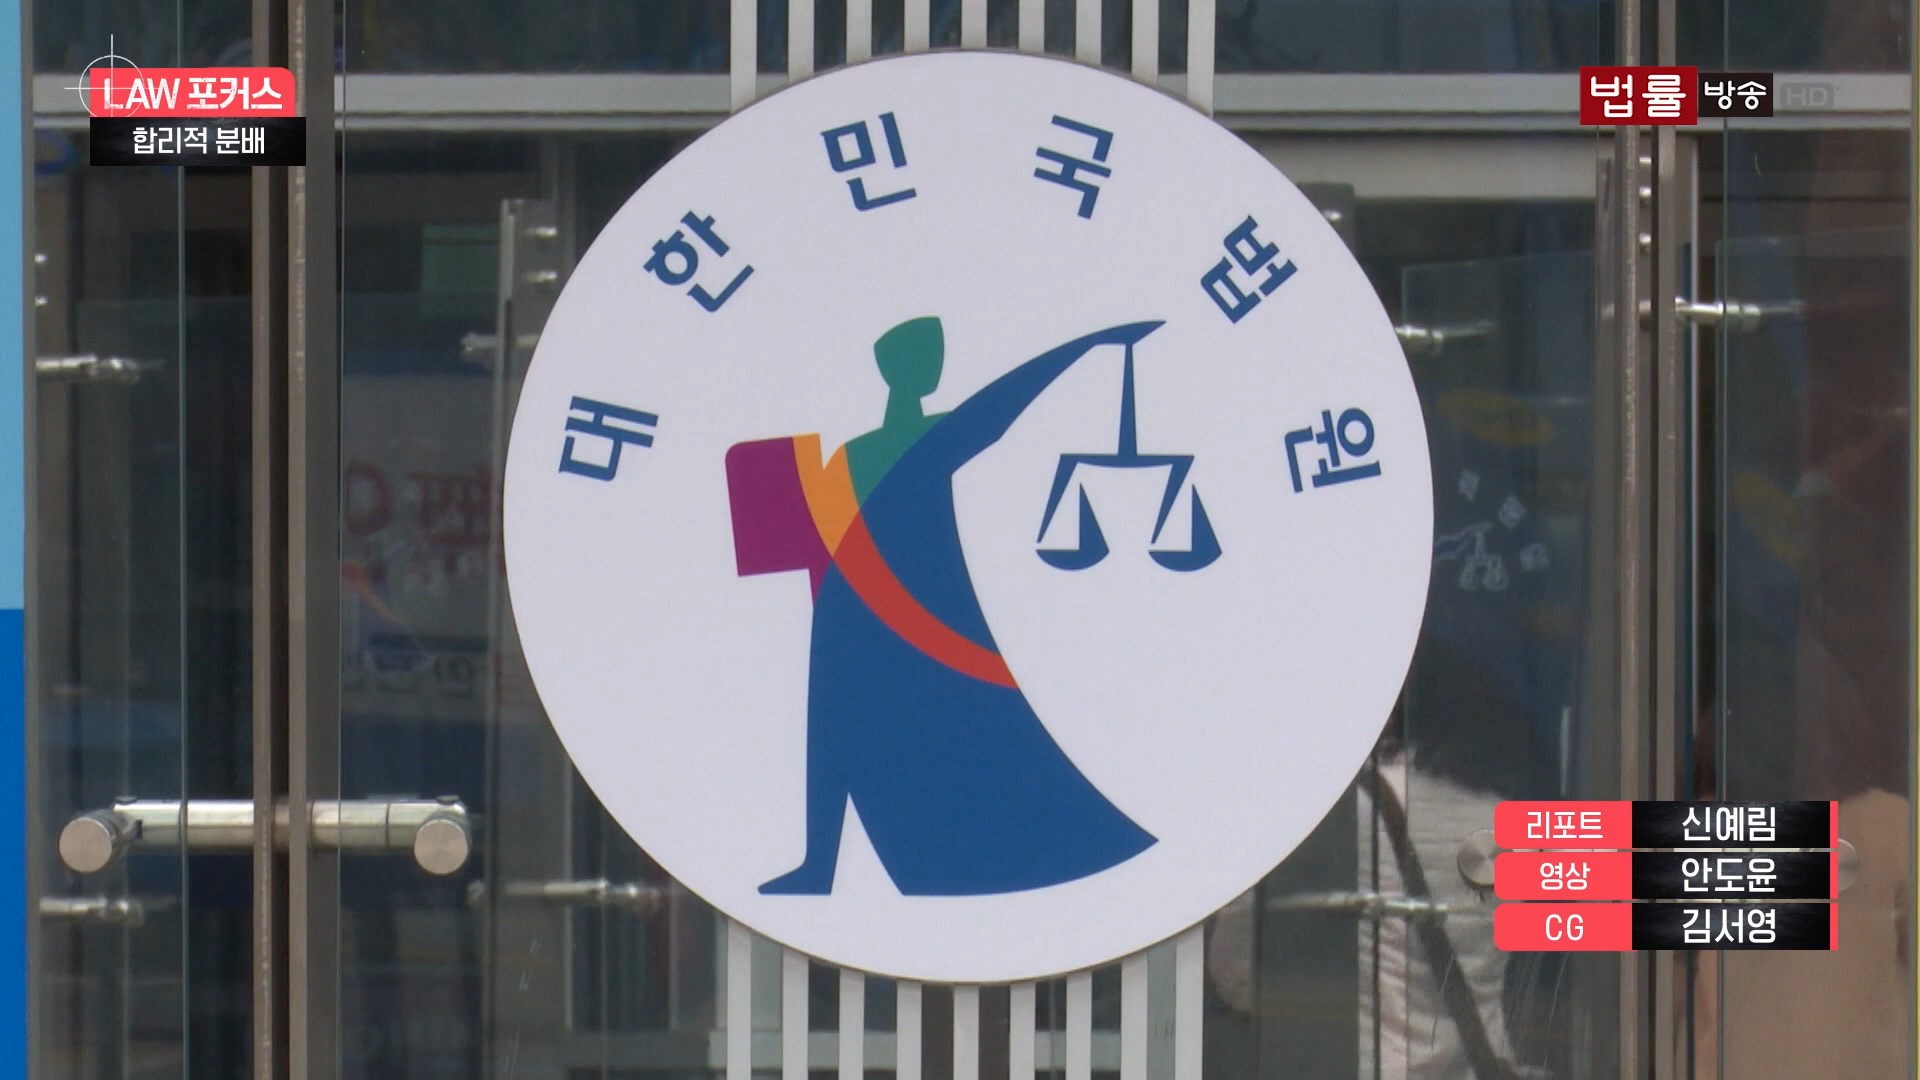 LAW 포커스
합리적 분배
법률방송 HD
대한민국법원
리포트 신예림
영상 안도윤
CG 김서영